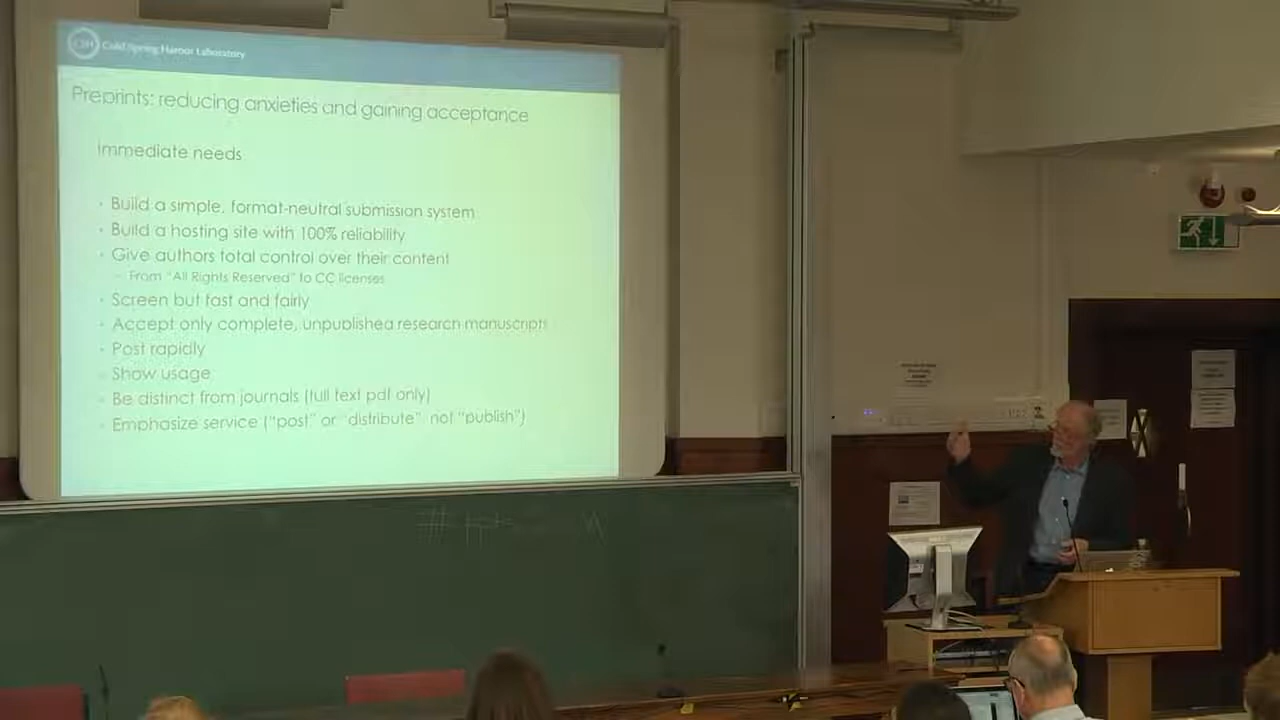 CSH Cold Spring Harbor Laboratory
Preprints: reducing anxieties and gaining acceptance
Immediate needs
· Build a simple, format-neutral submission system
· Build a hosting site with 100% reliability
· Give authors total control over their content
– From "All Rights Reserved" to CC licenses
· Screen but fast and fairly
· Accept only complete, unpublished research manuscripts
· Post rapidly
· Show usage
· Be distinct from journals (full text pdf only)
· Emphasize service ("post" or "distribute" not "publish")